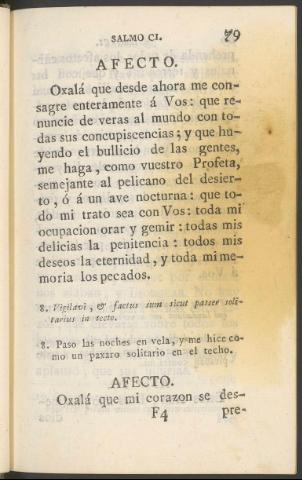 SALMO CI. 79
AFECTO.
Oxalá que desde ahora me con-
sagre enteramente á Vos: que re-
nuncie de veras al mundo con to-
das sus concupiscencias; y que hu-
yendo el bullicio de las gentes,
me haga, como vuestro Profeta,
semejante al pelicano del desier-
to, ó á un ave nocturna: que to-
do mi trato sea con Vos: toda mi
ocupacion orar y gemir: todas mis
delicias la penitencia: todos mis
deseos la eternidad, y toda mi me-
moria los pecados.
8. Vigilavi, & factus sum sicut passer soli-
tarius in tecto.
8. Paso las noches en vela, y me hice co-
mo un paxaro solitario en el techo.
AFECTO.
Oxalá que mi corazon se des-
F4 pre-